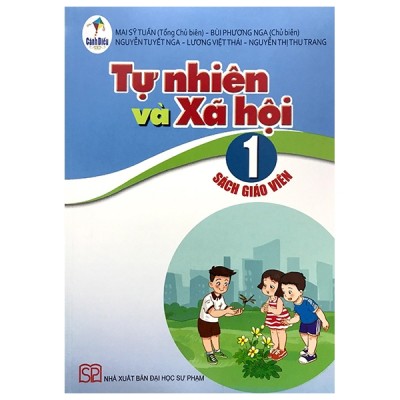 Cánh Diều
MAI SỸ TUẤN (Tổng Chủ biên) – BÙI PHƯƠNG NGA (Chủ biên)
NGUYỄN TUYẾT NGA – LƯƠNG VIỆT THÁI – NGUYỄN THỊ THU TRANG
Tự nhiên
và Xã hội
1
SÁCH GIÁO VIÊN
SP
NHÀ XUẤT BẢN ĐẠI HỌC SƯ PHẠM